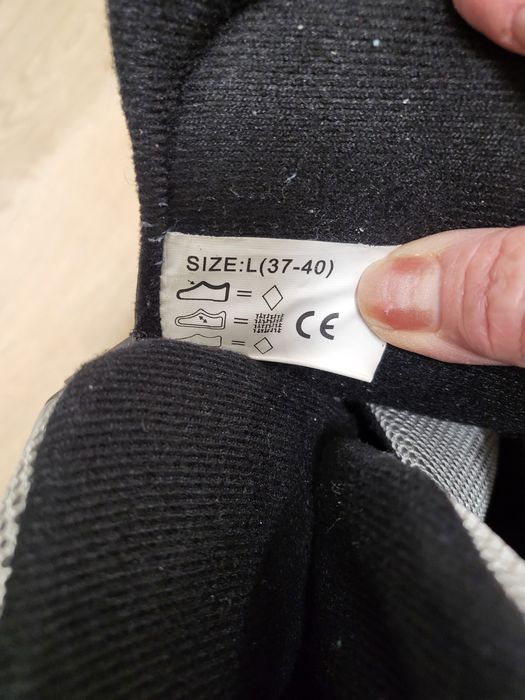 SIZE:L(37-40)
=
=
CE
=